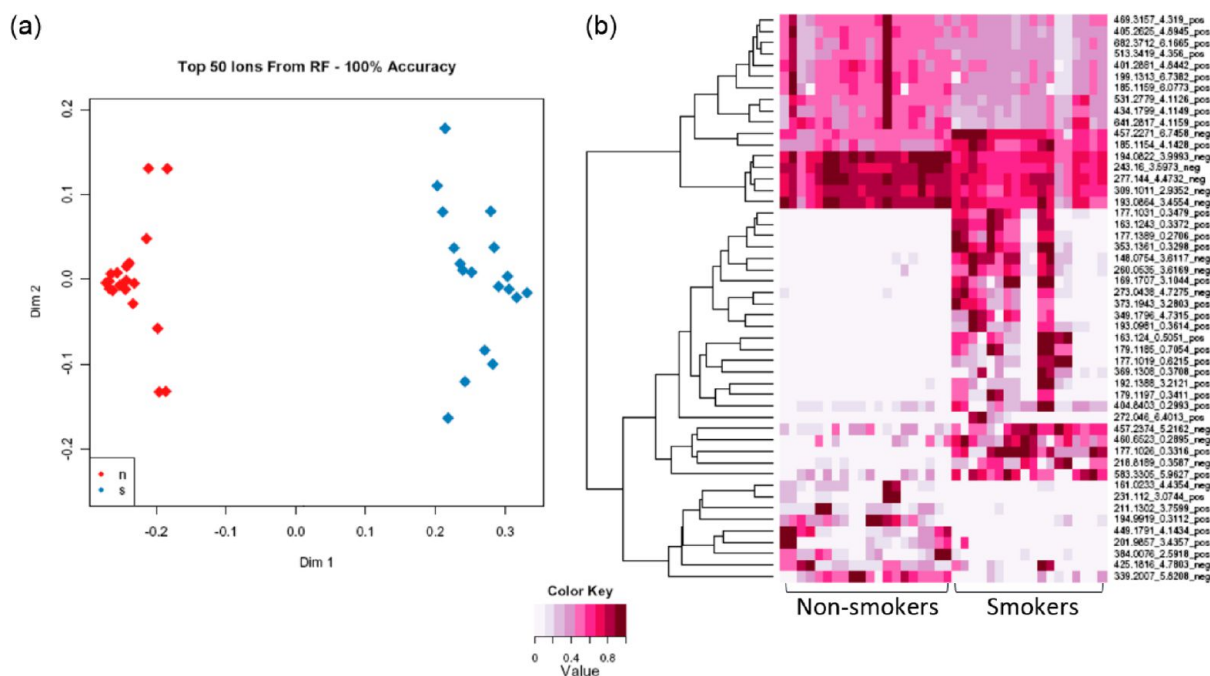 (a)
Top 50 Ions From RF - 100% Accuracy
0.2
0.1
0.0
-0.1
-0.2
Dim 2
n
s
-0.2
-0.1
0.0
0.1
0.2
0.3
Dim 1
(b)
469.3157_4.319_pos
405.2625_4.8945_pos
682.3712_6.1665_pos
513.3419_4.356_pos
401.2881_4.8442_pos
199.1313_6.7382_pos
185.1159_6.0773_pos
531.2779_4.1126_pos
434.1799_4.1149_pos
641.2817_4.1159_pos
457.2271_6.7458_neg
185.1154_4.1428_pos
194.0822_3.9993_neg
243.16_3.5973_neg
277.144_4.4732_neg
309.1011_2.9352_neg
193.0864_3.4554_neg
177.1031_0.3479_pos
163.1243_0.3372_pos
177.1389_0.2706_pos
353.1361_0.3298_pos
148.0754_3.6117_neg
260.0535_3.6169_neg
169.1707_3.1044_pos
273.0438_4.7275_neg
373.1943_3.2803_pos
349.1796_4.7315_pos
193.0981_0.3614_pos
163.124_0.5051_pos
179.1185_0.7054_pos
177.1019_0.6215_pos
369.1308_0.3708_pos
192.1388_3.2121_pos
179.1197_0.3411_pos
404.8403_0.2993_pos
272.046_6.4013_pos
457.2374_5.2162_neg
460.6523_0.2895_neg
177.1026_0.3316_pos
218.8189_0.3587_neg
583.3305_5.9627_pos
161.0233_4.4354_neg
231.112_3.0744_pos
211.1302_3.7599_pos
194.9919_0.3112_pos
449.1791_4.1434_pos
201.9857_3.4357_pos
384.0076_2.5918_pos
425.1816_4.7803_neg
339.2007_5.8208_neg
Non-smokers
Smokers
Color Key
0
0.4
0.8
Value